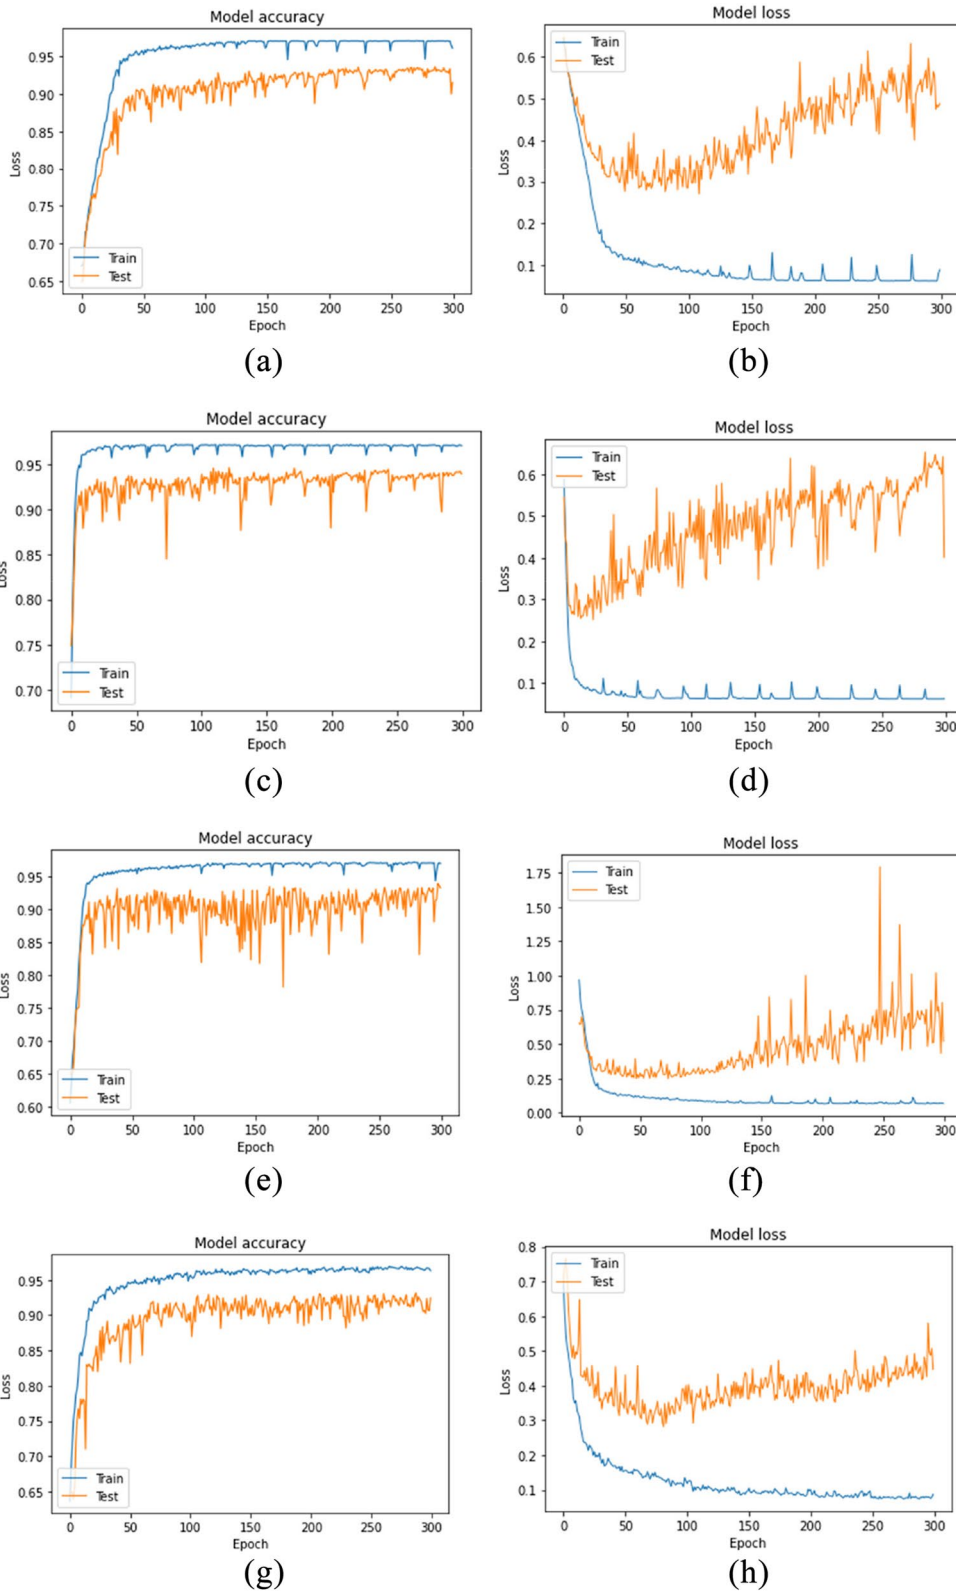 Model accuracy
Loss
0.95
0.90
0.85
0.80
0.75
0.70
0.65
Train
Test
0 50 100 150 200 250 300
Epoch
(a)
Model loss
Loss
0.6
0.5
0.4
0.3
0.2
0.1
Train
Test
0 50 100 150 200 250 300
Epoch
(b)
Model accuracy
Loss
0.95
0.90
0.85
0.80
0.75
0.70
Train
Test
0 50 100 150 200 250 300
Epoch
(c)
Model loss
Loss
0.6
0.5
0.4
0.3
0.2
0.1
Train
Test
0 50 100 150 200 250 300
Epoch
(d)
Model accuracy
Loss
0.95
0.90
0.85
0.80
0.75
0.70
0.65
0.60
Train
Test
0 50 100 150 200 250 300
Epoch
(e)
Model loss
Loss
1.75
1.50
1.25
1.00
0.75
0.50
0.25
0.00
Train
Test
0 50 100 150 200 250 300
Epoch
(f)
Model accuracy
Loss
0.95
0.90
0.85
0.80
0.75
0.70
0.65
Train
Test
0 50 100 150 200 250 300
Epoch
(g)
Model loss
Loss
0.8
0.7
0.6
0.5
0.4
0.3
0.2
0.1
Train
Test
0 50 100 150 200 250 300
Epoch
(h)